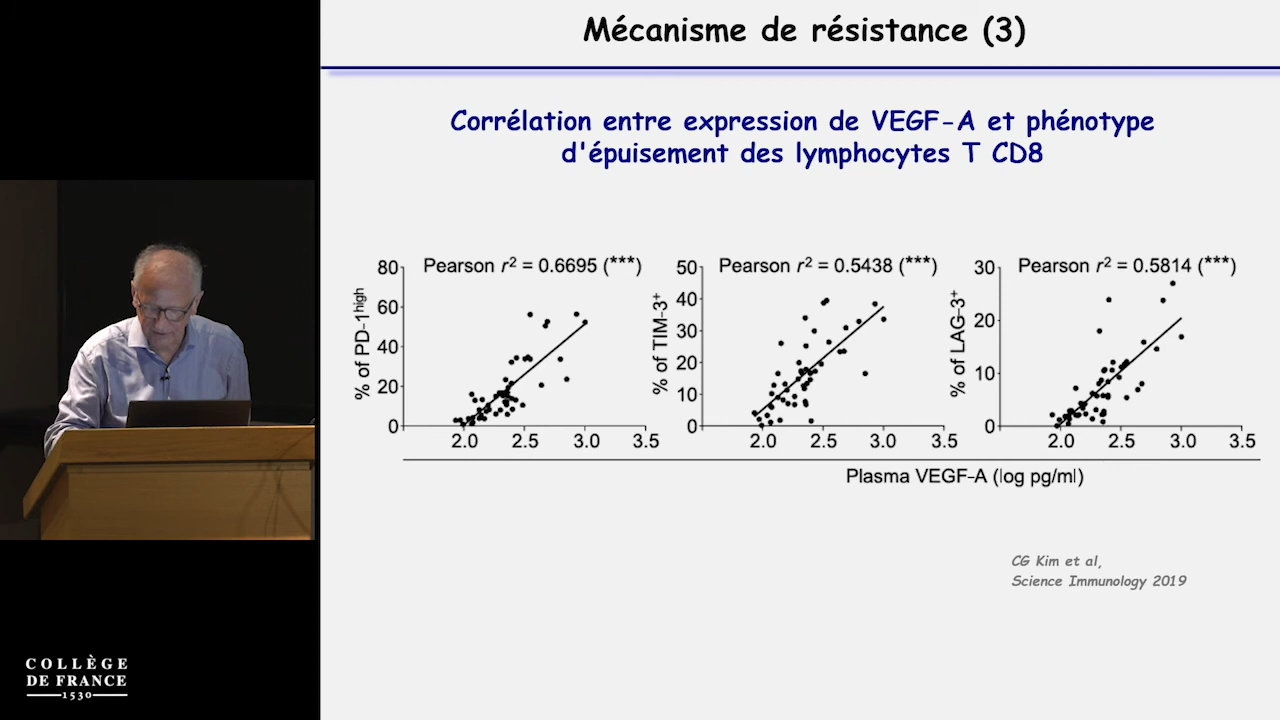 Mécanisme de résistance (3)
Corrélation entre expression de VEGF-A et phénotype
d'épuisement des lymphocytes T CD8
Pearson r² = 0.6695 (***)
% of PD-1high
80
60
40
20
0
2.0 2.5 3.0 3.5
Pearson r² = 0.5438 (***)
% of TIM-3+
50
40
30
20
10
0
2.0 2.5 3.0 3.5
Pearson r² = 0.5814 (***)
% of LAG-3+
30
20
10
0
2.0 2.5 3.0 3.5
Plasma VEGF-A (log pg/ml)
CG Kim et al,
Science Immunology 2019
COLLÈGE
DE FRANCE
1530